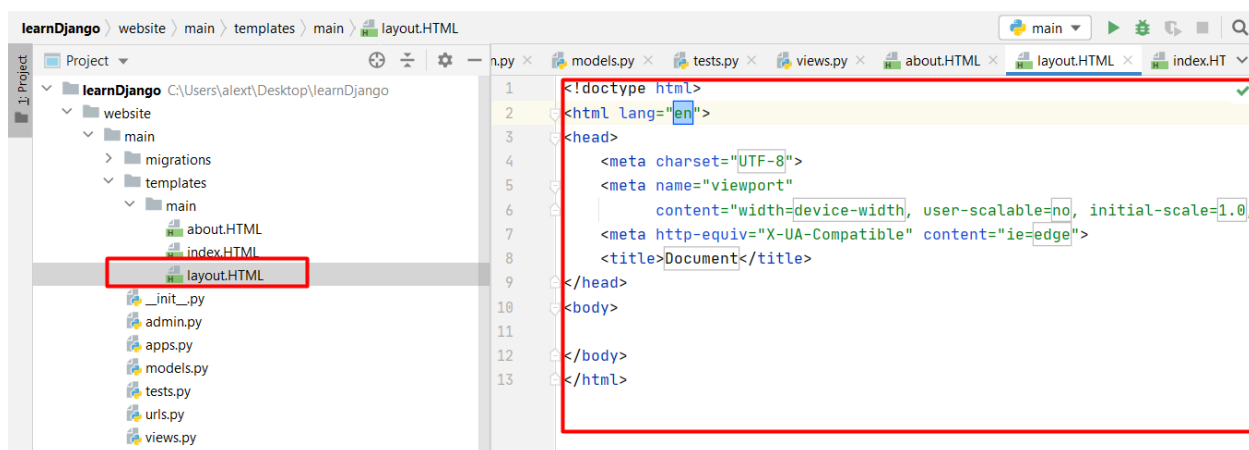 learnDjango website main templates main layout.HTML main
1: Project
Project
n.py models.py tests.py views.py about.HTML layout.HTML index.HT
learnDjango C:\Users\alext\Desktop\learnDjango
website
main
migrations
templates
main
about.HTML
index.HTML
layout.HTML
__init__.py
admin.py
apps.py
models.py
tests.py
urls.py
views.py
1 <!doctype html>
2 <html lang="en">
3 <head>
4 <meta charset="UTF-8">
5 <meta name="viewport"
6 content="width=device-width, user-scalable=no, initial-scale=1.0,
7 <meta http-equiv="X-UA-Compatible" content="ie=edge">
8 <title>Document</title>
9 </head>
10 <body>
11
12 </body>
13 </html>